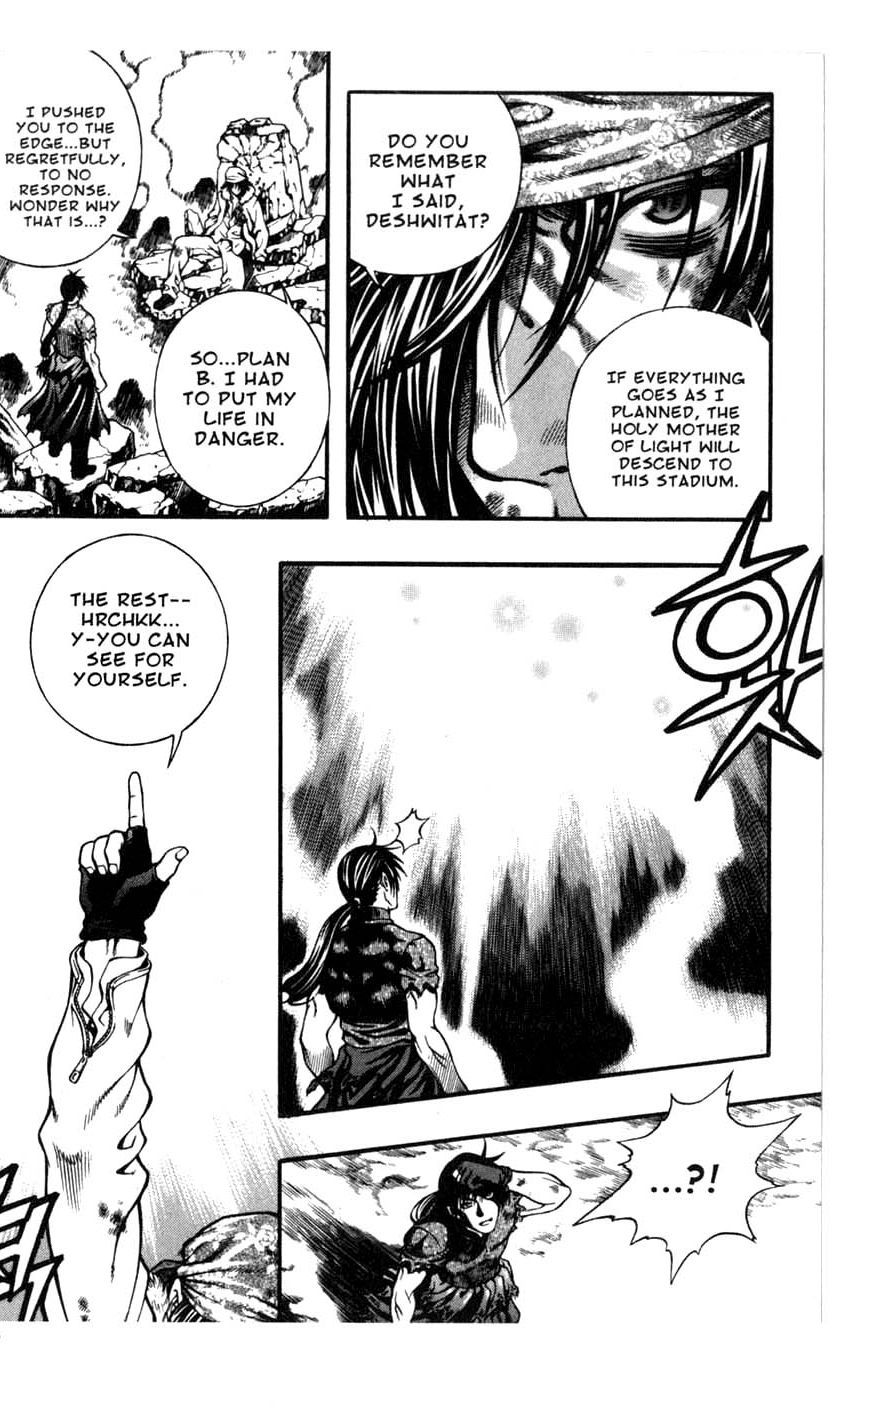 I PUSHED
YOU TO THE
EDGE...BUT
REGRETFULLY,
TO NO
RESPONSE.
WONDER WHY
THAT IS...?
SO...PLAN
B. I HAD
TO PUT MY
LIFE IN
DANGER.
DO YOU
REMEMBER
WHAT
I SAID,
DESHWITAT?
IF EVERYTHING
GOES AS I
PLANNED, THE
HOLY MOTHER
OF LIGHT WILL
DESCEND TO
THIS STADIUM.
THE REST--
HRCHKK...
Y-YOU CAN
SEE FOR
YOURSELF.
홧
...?!